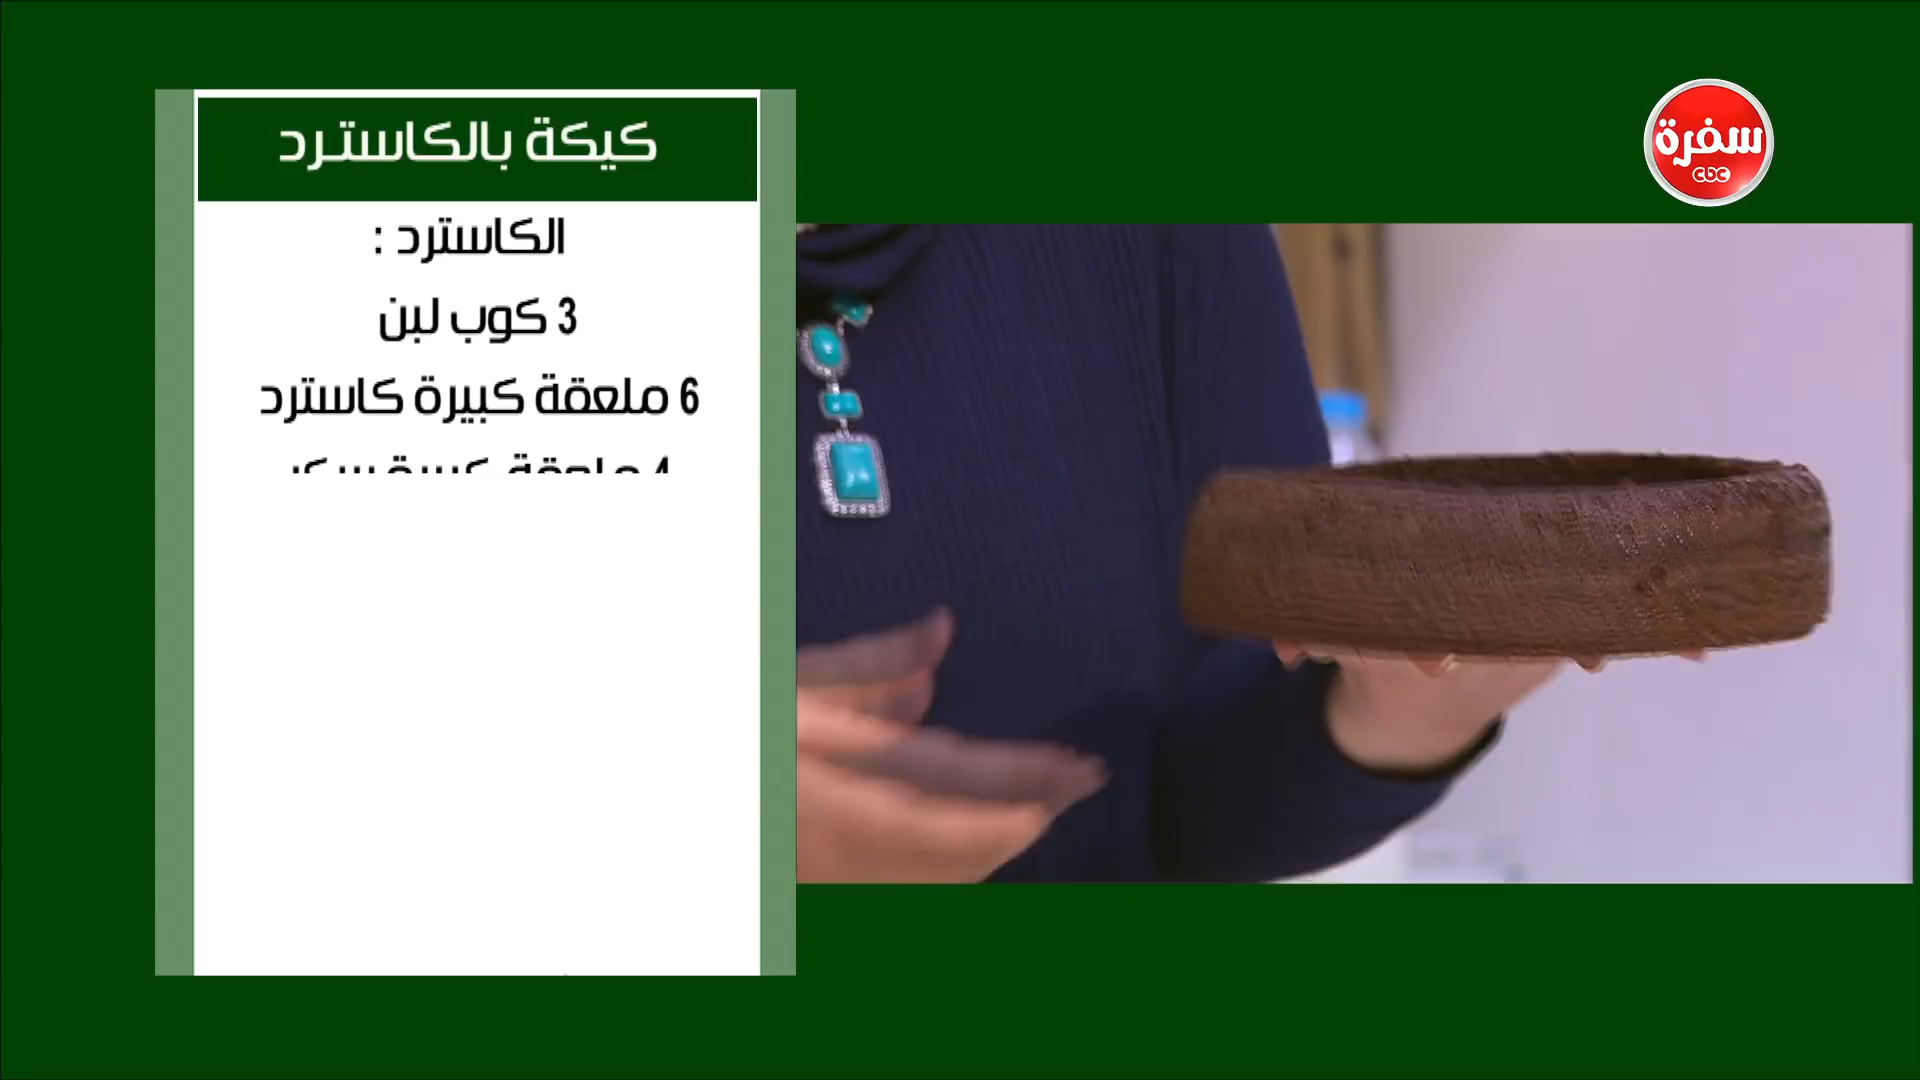 كيكة بالكاسترد
الكاسترد :
3 كوب لبن
6 ملعقة كبيرة كاسترد
سفرة
cbc